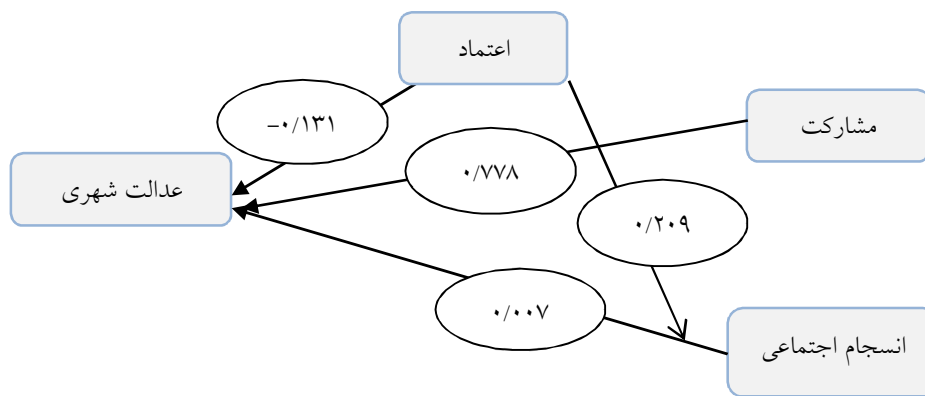 اعتماد
مشارکت
-۰/۱۳۱
۰/۷۷۸
عدالت شهری
۰/۲۰۹
۰/۰۰۷
انسجام اجتماعی